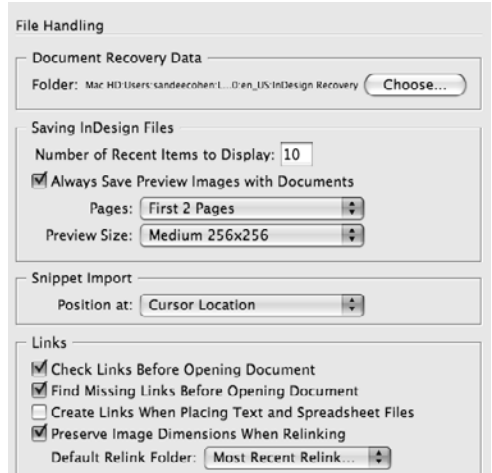 File Handling
Document Recovery Data
Folder: Mac HD:Users:sandeecohen:L...0:en_US:InDesign Recovery Choose...
Saving InDesign Files
Number of Recent Items to Display: 10
Always Save Preview Images with Documents
Pages: First 2 Pages
Preview Size: Medium 256x256
Snippet Import
Position at: Cursor Location
Links
Check Links Before Opening Document
Find Missing Links Before Opening Document
Create Links When Placing Text and Spreadsheet Files
Preserve Image Dimensions When Relinking
Default Relink Folder: Most Recent Relink...